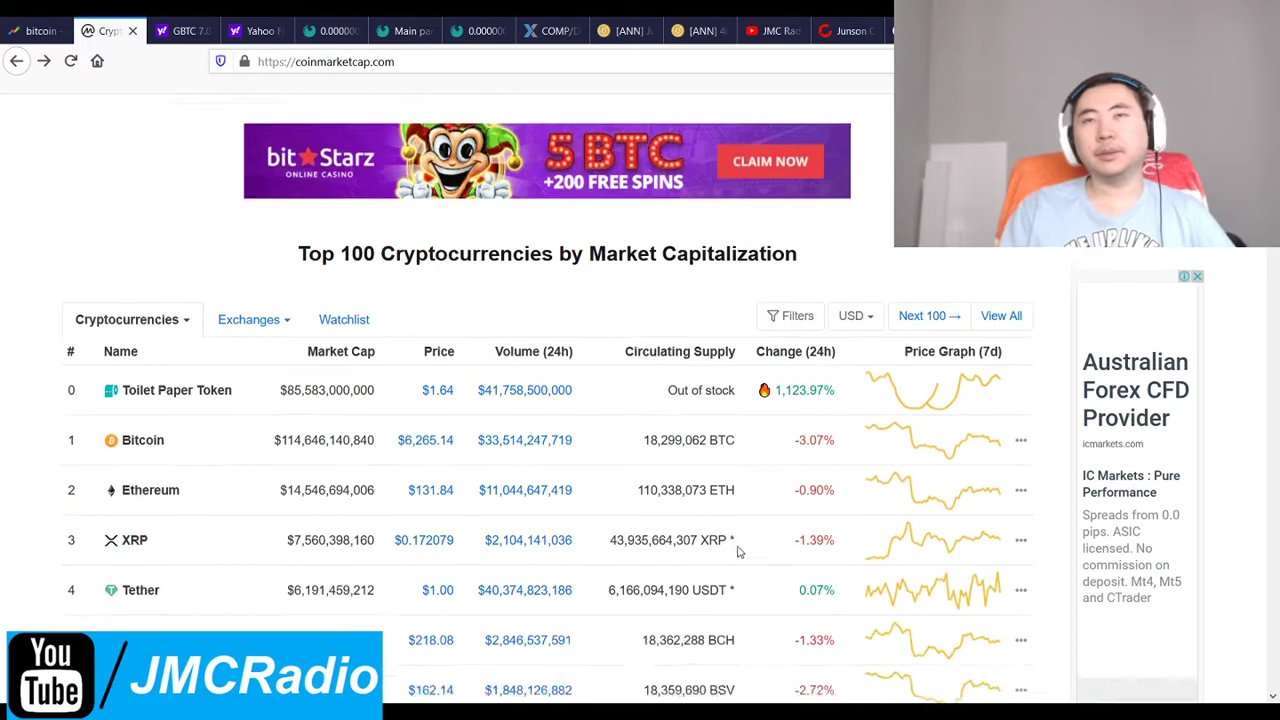 bitcoin
Crypt
GBTC 7.8
Yahoo F
0.000000
Main pa
0.000000
COMP/D
[ANN] J
[ANN] 4
JMC Rad
Junson C
https://coinmarketcap.com
bit★Starz
ONLINE CASINO
5 BTC
+200 FREE SPINS
CLAIM NOW
Top 100 Cryptocurrencies by Market Capitalization
Cryptocurrencies Exchanges Watchlist Filters USD Next 100 → View All
# Name Market Cap Price Volume (24h) Circulating Supply Change (24h) Price Graph (7d)
0 Toilet Paper Token $85,583,000,000 $1.64 $41,758,500,000 Out of stock 🔥 1,123.97%
1 Bitcoin $114,646,140,840 $6,265.14 $33,514,247,719 18,299,062 BTC -3.07%
2 Ethereum $14,546,694,006 $131.84 $11,044,647,419 110,338,073 ETH -0.90%
3 XRP $7,560,398,160 $0.172079 $2,104,141,036 43,935,664,307 XRP * -1.39%
4 Tether $6,191,459,212 $1.00 $40,374,823,186 6,166,094,190 USDT * 0.07%
$218.08 $2,846,537,591 18,362,288 BCH -1.33%
$162.14 $1,848,126,882 18,359,690 BSV -2.72%
Australian
Forex CFD
Provider
icmarkets.com
IC Markets : Pure
Performance
Spreads from 0.0
pips. ASIC
licensed. No
commission on
deposit. Mt4, Mt5
and CTrader
You
Tube
/JMCRadio